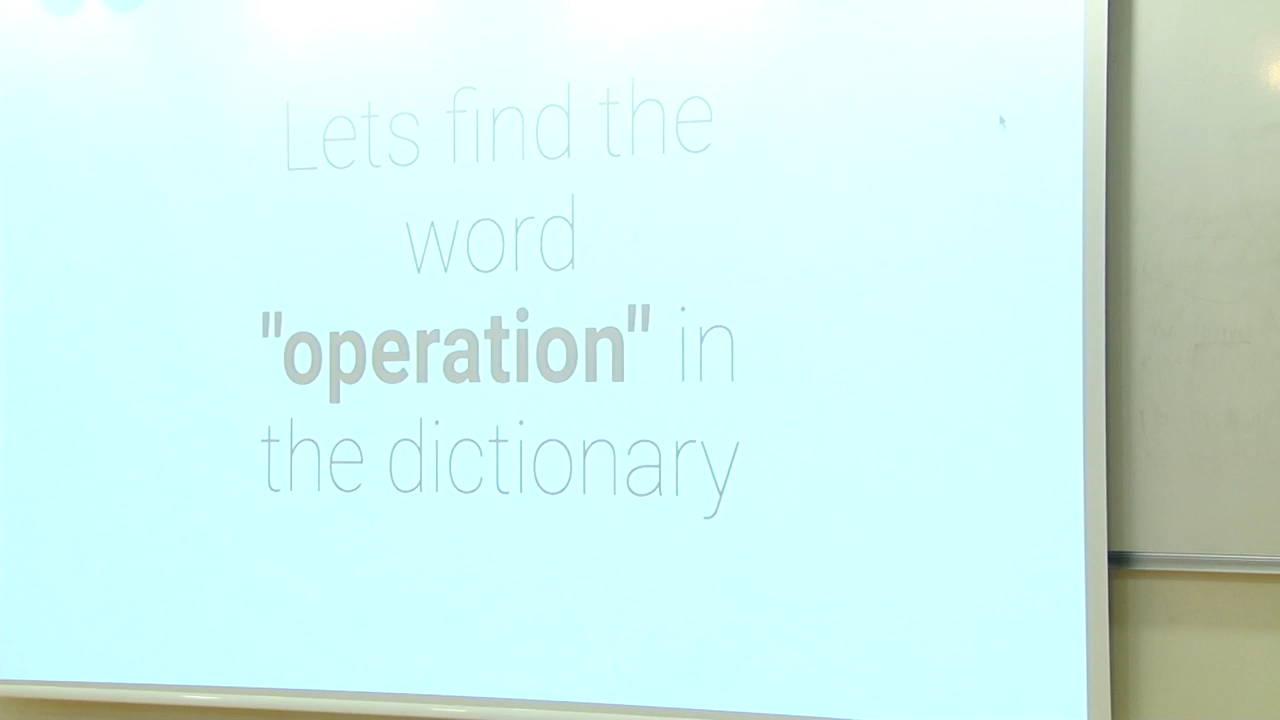 Lets find the
word
"operation" in
the dictionary